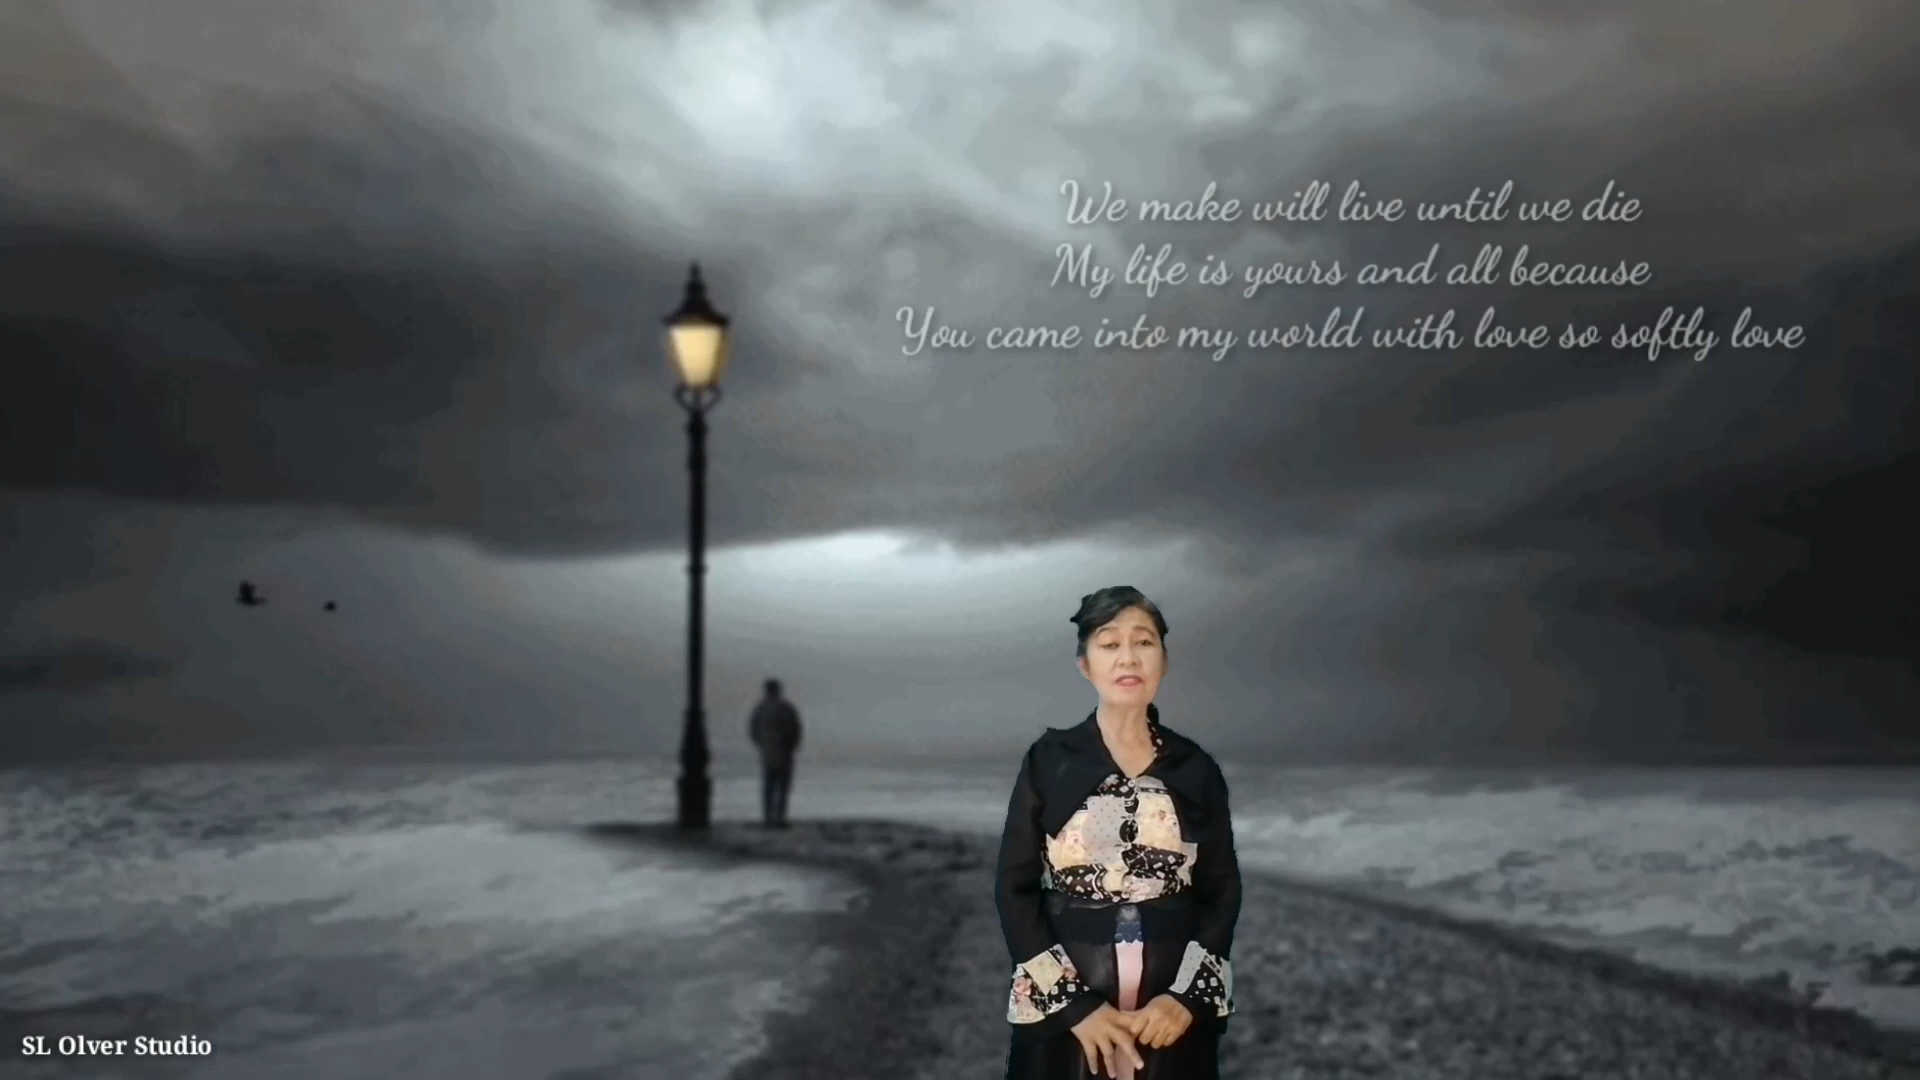 We make will live until we die
My life is yours and all because
You came into my world with love so softly love
SL Olver Studio